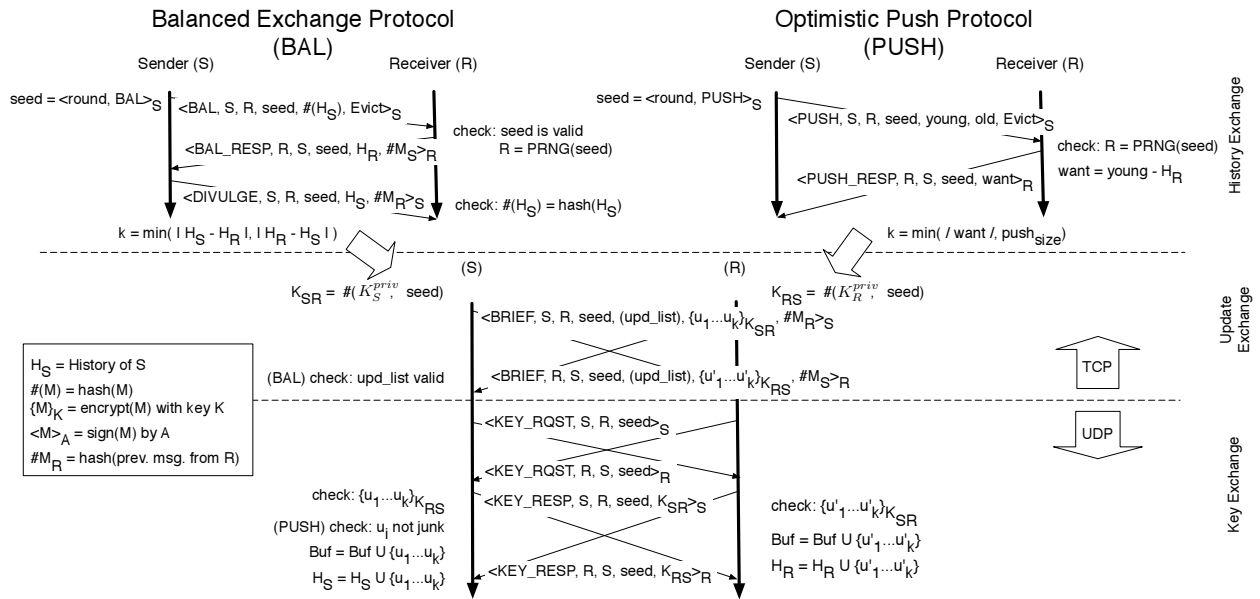 Balanced Exchange Protocol
(BAL)
Optimistic Push Protocol
(PUSH)
Sender (S)
Receiver (R)
Sender (S)
Receiver (R)
seed = <round, BAL>S
<BAL, S, R, seed, #(HS), Evict>S
check: seed is valid
R = PRNG(seed)
<BAL_RESP, R, S, seed, HR, #MS>R
<DIVULGE, S, R, seed, HS, #MR>S
check: #(HS) = hash(HS)
k = min( | HS - HR |, | HR - HS | )
seed = <round, PUSH>S
<PUSH, S, R, seed, young, old, Evict>S
check: R = PRNG(seed)
want = young - HR
<PUSH_RESP, R, S, seed, want>R
k = min( / want /, pushsize)
History Exchange
(S)
(R)
KSR = #(KSpriv, seed)
KRS = #(KRpriv, seed)
<BRIEF, S, R, seed, (upd_list), {u1...uk}KSR, #MR>S
(BAL) check: upd_list valid
<BRIEF, R, S, seed, (upd_list), {u'1...u'k}KRS, #MS>R
TCP
Update
Exchange
HS = History of S
#(M) = hash(M)
{M}K = encrypt(M) with key K
<M>A = sign(M) by A
#MR = hash(prev. msg. from R)
UDP
<KEY_RQST, S, R, seed>S
<KEY_RQST, R, S, seed>R
check: {u1...uk}KRS
<KEY_RESP, S, R, seed, KSR>S
check: {u'1...u'k}KSR
(PUSH) check: ui not junk
Buf = Buf U {u1...uk}
Buf = Buf U {u'1...u'k}
HS = HS U {u1...uk}
<KEY_RESP, R, S, seed, KRS>R
HR = HR U {u'1...u'k}
Key Exchange